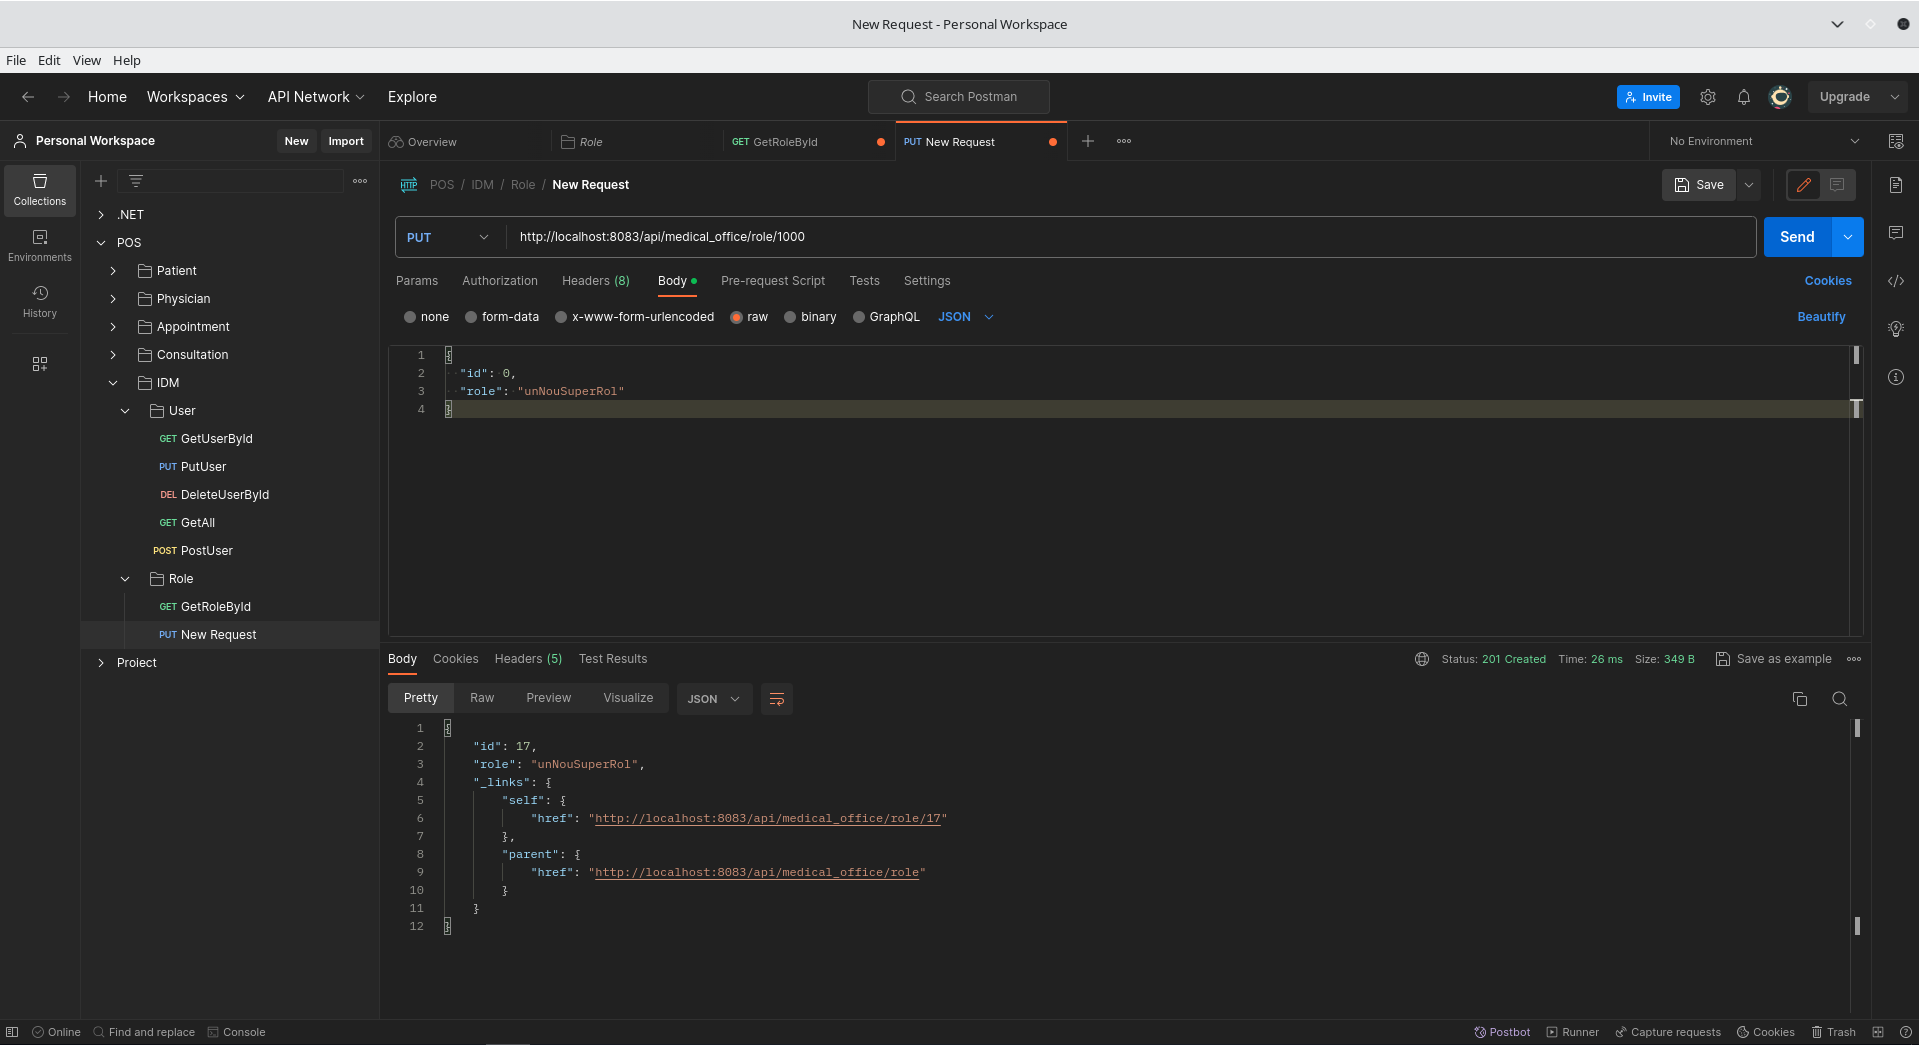 New Request - Personal Workspace
File Edit View Help
Home Workspaces API Network Explore
Search Postman
Invite
Upgrade
Personal Workspace
New Import
Overview
Role
GET GetRoleById
PUT New Request
No Environment
Collections
Environments
History
.NET
POS
Patient
Physician
Appointment
Consultation
IDM
User
GET GetUserById
PUT PutUser
DEL DeleteUserById
GET GetAll
POST PostUser
Role
GET GetRoleById
PUT New Request
Proiect
HTTP POS / IDM / Role / New Request
Save
PUT http://localhost:8083/api/medical_office/role/1000
Send
Params Authorization Headers (8) Body Pre-request Script Tests Settings
Cookies
none form-data x-www-form-urlencoded raw binary GraphQL JSON
Beautify
1 {
2 "id": 0,
3 "role": "unNouSuperRol"
4 }
Body Cookies Headers (5) Test Results
Status: 201 Created Time: 26 ms Size: 349 B Save as example
Pretty Raw Preview Visualize JSON
1 {
2 "id": 17,
3 "role": "unNouSuperRol",
4 "_links": {
5 "self": {
6 "href": "http://localhost:8083/api/medical_office/role/17"
7 },
8 "parent": {
9 "href": "http://localhost:8083/api/medical_office/role"
10 }
11 }
12 }
Online Find and replace Console
Postbot Runner Capture requests Cookies Trash